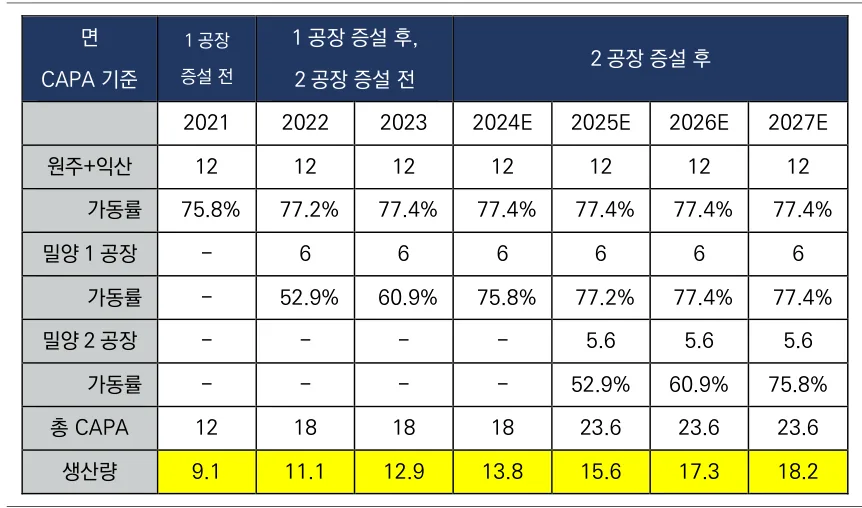 면 CAPA 기준 1 공장 증설 전 1 공장 증설 후, 2 공장 증설 전 2 공장 증설 후
2021 2022 2023 2024E 2025E 2026E 2027E
원주+익산 12 12 12 12 12 12 12
가동률 75.8% 77.2% 77.4% 77.4% 77.4% 77.4% 77.4%
밀양 1 공장 - 6 6 6 6 6 6
가동률 - 52.9% 60.9% 75.8% 77.2% 77.4% 77.4%
밀양 2 공장 - - - - 5.6 5.6 5.6
가동률 - - - - 52.9% 60.9% 75.8%
총 CAPA 12 18 18 18 23.6 23.6 23.6
생산량 9.1 11.1 12.9 13.8 15.6 17.3 18.2